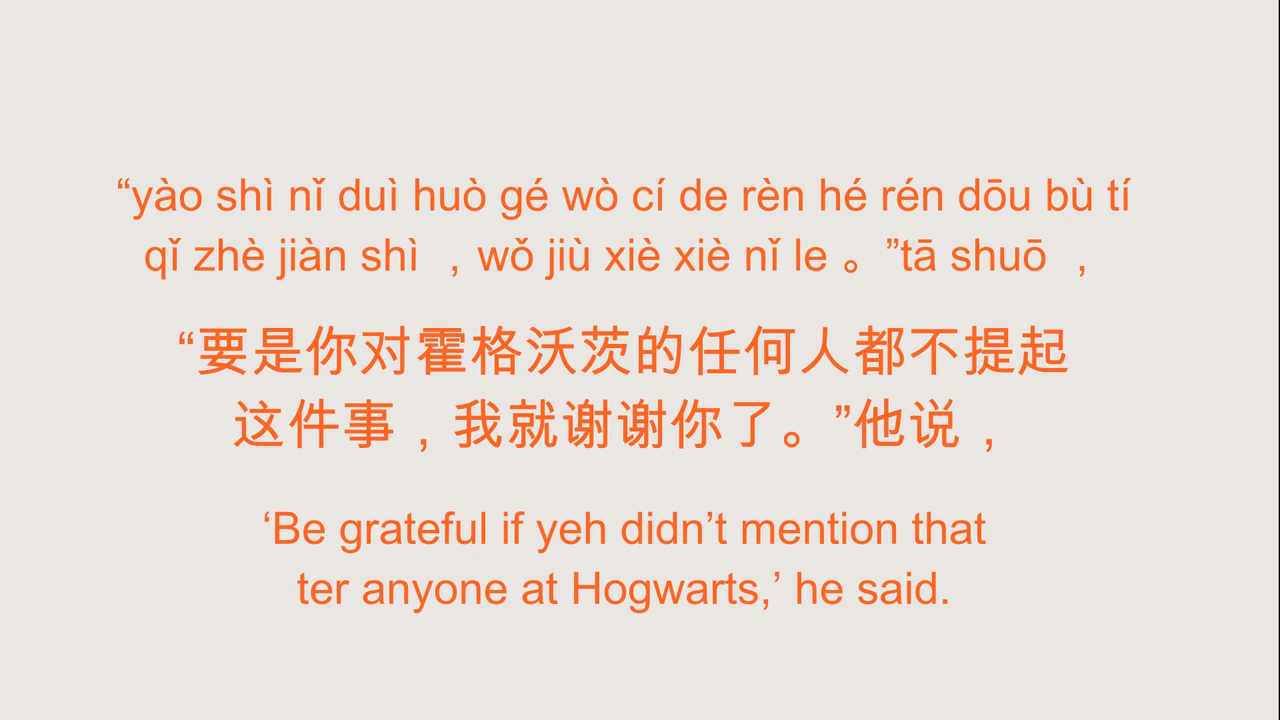 “yào shì nǐ duì huò gé wò cí de rèn hé rén dōu bù tí
qǐ zhè jiàn shì ，wǒ jiù xiè xiè nǐ le 。”tā shuō ，
“要是你对霍格沃茨的任何人都不提起
这件事，我就谢谢你了。”他说，
‘Be grateful if yeh didn’t mention that
ter anyone at Hogwarts,’ he said.